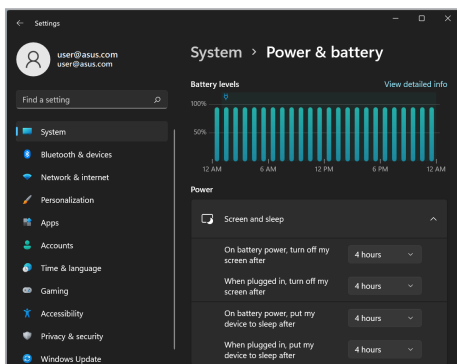 Settings
user@asus.com
user@asus.com
Find a setting
System
Bluetooth & devices
Network & internet
Personalization
Apps
Accounts
Time & language
Gaming
Accessibility
Privacy & security
Windows Update
System > Power & battery
Battery levels
View detailed info
100%
50%
12 AM
6 AM
12 PM
6 PM
12 AM
Power
Screen and sleep
On battery power, turn off my
screen after
4 hours
When plugged in, turn off my
screen after
4 hours
On battery power, put my
device to sleep after
4 hours
When plugged in, put my
device to sleep after
4 hours